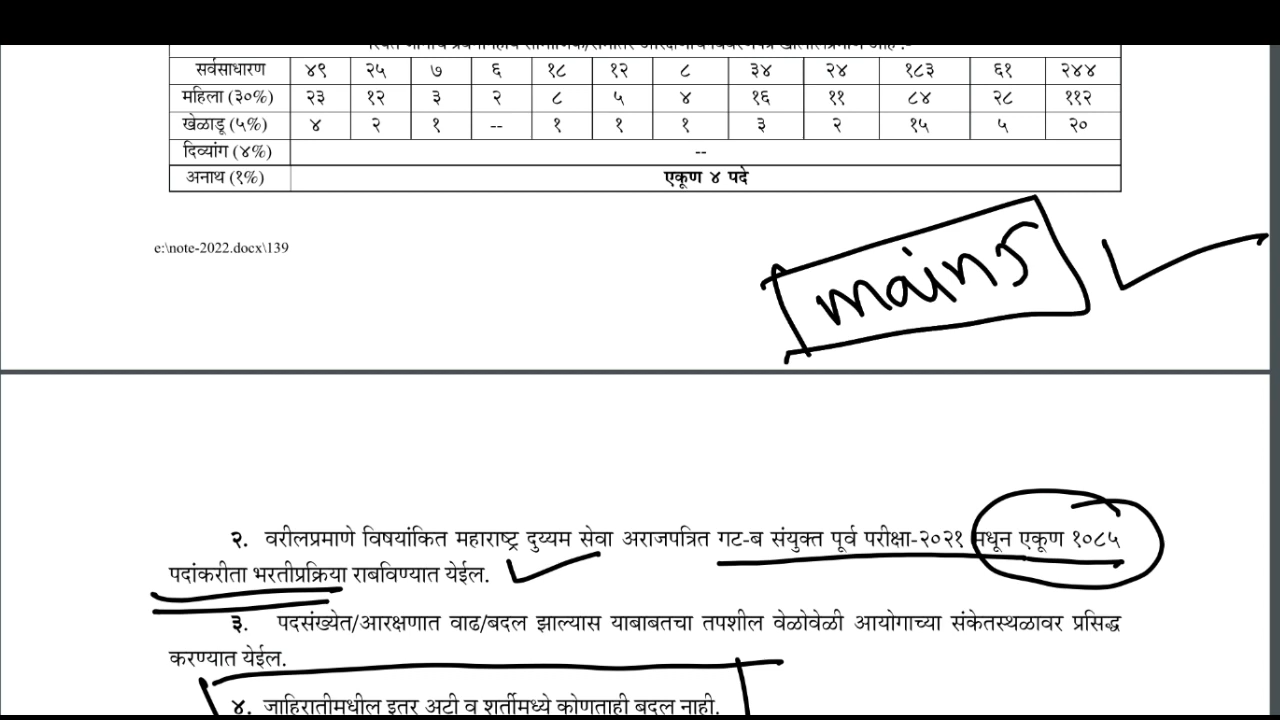 सर्वसाधारण ४९ २५ ७ ६ १८ १२ ८ ३४ २४ १८३ ६१ २४४
महिला (३०%) २३ १२ ३ २ ८ ५ ४ १६ ११ ८४ २८ ११२
खेळाडू (५%) ४ २ १ -- १ १ १ ३ २ १५ ५ २०
दिव्यांग (४%) --
अनाथ (१%) एकूण ४ पदे
e:\note-2022.docx\139
mains
२. वरीलप्रमाणे विषयांकित महाराष्ट्र दुय्यम सेवा अराजपत्रित गट-ब संयुक्त पूर्व परीक्षा-२०२१ मधून एकूण १०८५
पदांकरीता भरतीप्रक्रिया राबविण्यात येईल.
३. पदसंख्येत/आरक्षणात वाढ/बदल झाल्यास याबाबतचा तपशील वेळोवेळी आयोगाच्या संकेतस्थळावर प्रसिद्ध
करण्यात येईल.
४. जाहिरातीमधील इतर अटी व शर्तीमध्ये कोणताही बदल नाही.